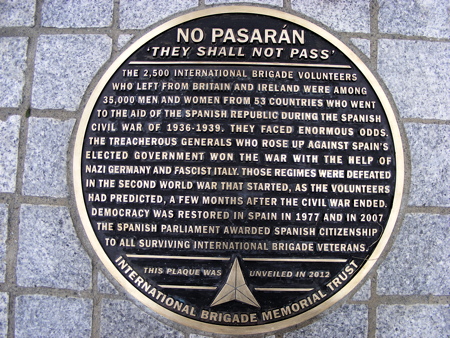 NO PASARÁN
'THEY SHALL NOT PASS'
THE 2,500 INTERNATIONAL BRIGADE VOLUNTEERS
WHO LEFT FROM BRITAIN AND IRELAND WERE AMONG
35,000 MEN AND WOMEN FROM 53 COUNTRIES WHO WENT
TO THE AID OF THE SPANISH REPUBLIC DURING THE SPANISH
CIVIL WAR OF 1936-1939. THEY FACED ENORMOUS ODDS.
THE TREACHEROUS GENERALS WHO ROSE UP AGAINST SPAIN'S
ELECTED GOVERNMENT WON THE WAR WITH THE HELP OF
NAZI GERMANY AND FASCIST ITALY. THOSE REGIMES WERE DEFEATED
IN THE SECOND WORLD WAR THAT STARTED, AS THE VOLUNTEERS
HAD PREDICTED, A FEW MONTHS AFTER THE CIVIL WAR ENDED.
DEMOCRACY WAS RESTORED IN SPAIN IN 1977 AND IN 2007
THE SPANISH PARLIAMENT AWARDED SPANISH CITIZENSHIP
TO ALL SURVIVING INTERNATIONAL BRIGADE VETERANS.
THIS PLAQUE WAS UNVEILED IN 2012
INTERNATIONAL BRIGADE MEMORIAL TRUST